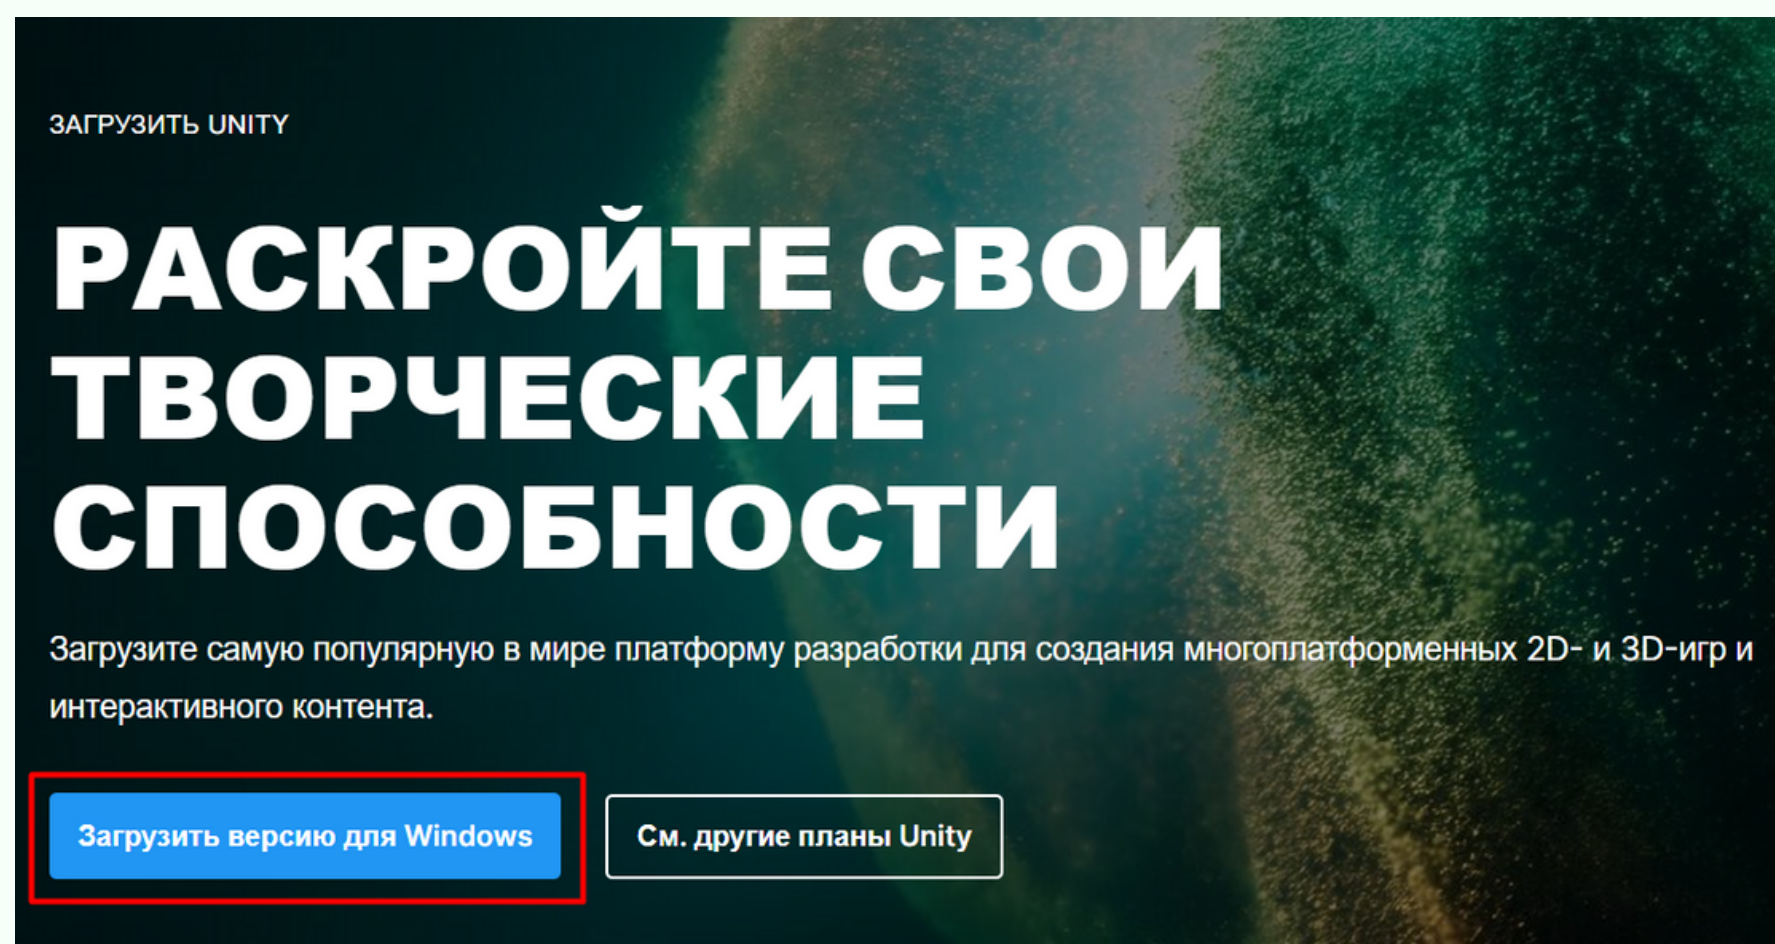 ЗАГРУЗИТЬ UNITY
РАСКРОЙТЕ СВОИ
ТВОРЧЕСКИЕ
СПОСОБНОСТИ
Загрузите самую популярную в мире платформу разработки для создания многоплатформенных 2D- и 3D-игр и
интерактивного контента.
Загрузить версию для Windows
См. другие планы Unity